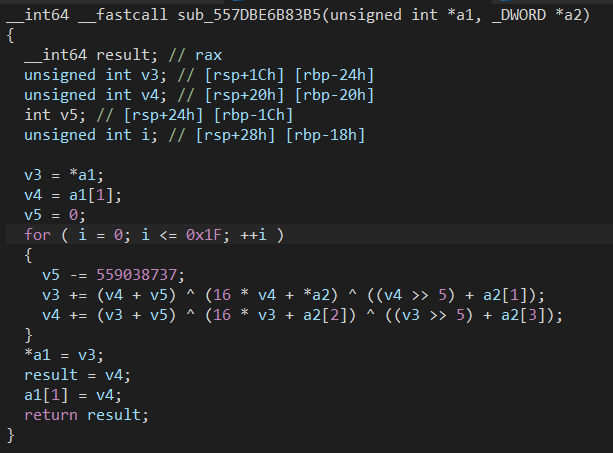 __int64 __fastcall sub_557DBE6B83B5(unsigned int *a1, _DWORD *a2)
{
  __int64 result; // rax
  unsigned int v3; // [rsp+1Ch] [rbp-24h]
  unsigned int v4; // [rsp+20h] [rbp-20h]
  int v5; // [rsp+24h] [rbp-1Ch]
  unsigned int i; // [rsp+28h] [rbp-18h]

  v3 = *a1;
  v4 = a1[1];
  v5 = 0;
  for ( i = 0; i <= 0x1F; ++i )
  {
    v5 -= 559038737;
    v3 += (v4 + v5) ^ (16 * v4 + *a2) ^ ((v4 >> 5) + a2[1]);
    v4 += (v3 + v5) ^ (16 * v3 + a2[2]) ^ ((v3 >> 5) + a2[3]);
  }
  *a1 = v3;
  result = v4;
  a1[1] = v4;
  return result;
}